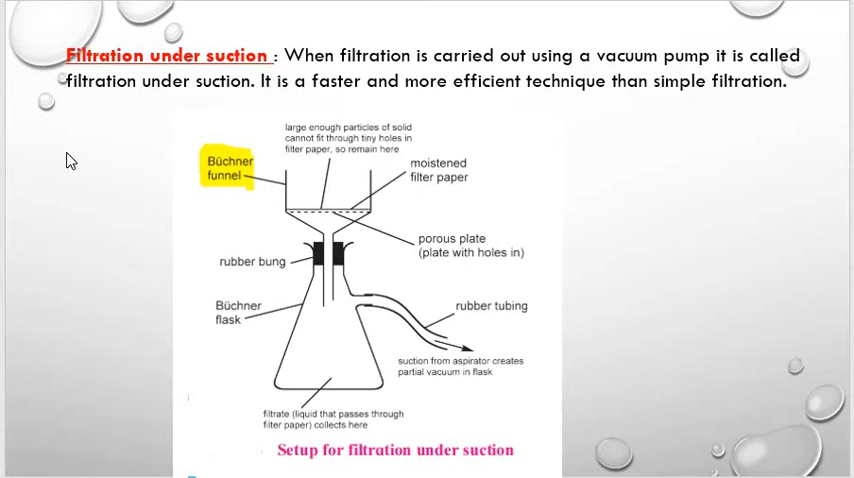 Filtration under suction : When filtration is carried out using a vacuum pump it is called
filtration under suction. It is a faster and more efficient technique than simple filtration.
large enough particles of solid
cannot fit through tiny holes in
filter paper, so remain here
Büchner
funnel
moistened
filter paper
porous plate
(plate with holes in)
rubber bung
Büchner
flask
rubber tubing
suction from aspirator creates
partial vacuum in flask
filtrate (liquid that passes through
filter paper) collects here
Setup for filtration under suction